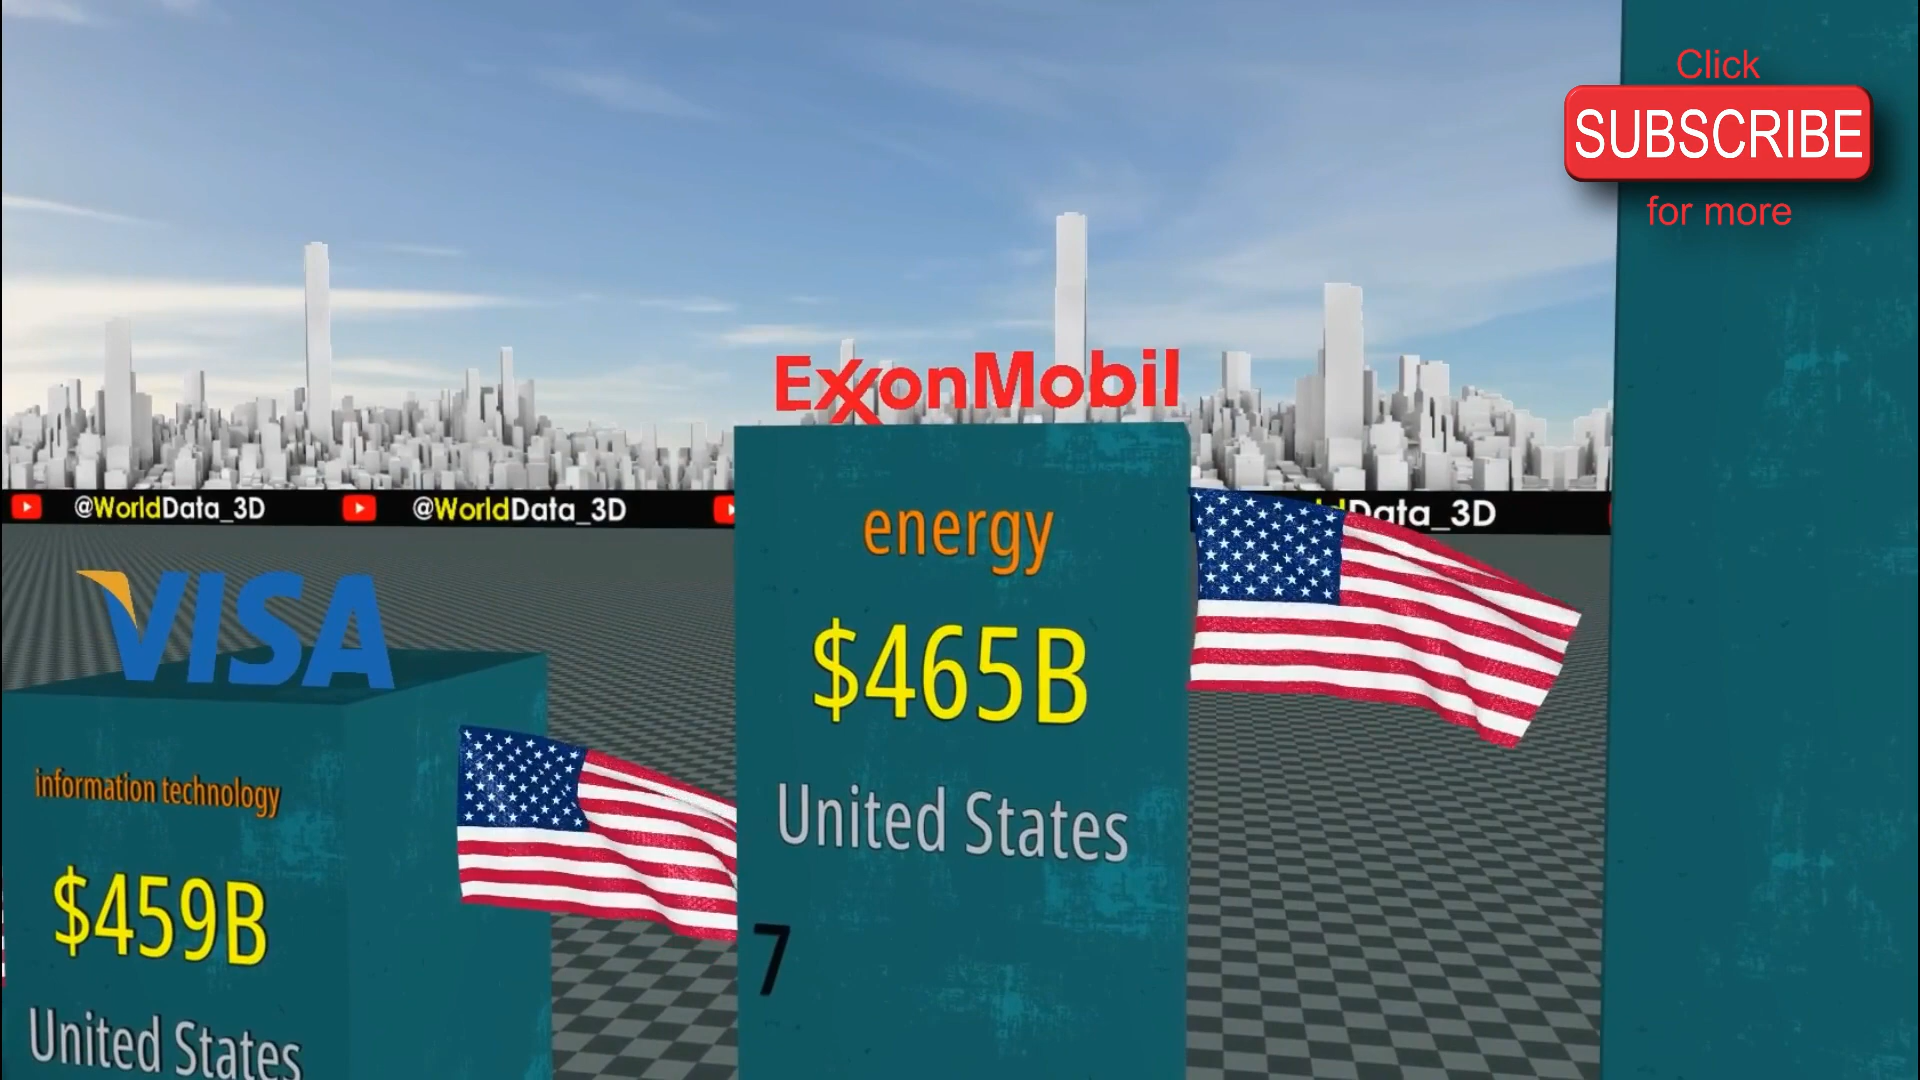 Click
SUBSCRIBE
for more
ExxonMobil
@WorldData_3D
@WorldData_3D
Data_3D
energy
$465B
United States
7
VISA
information technology
$459B
United States